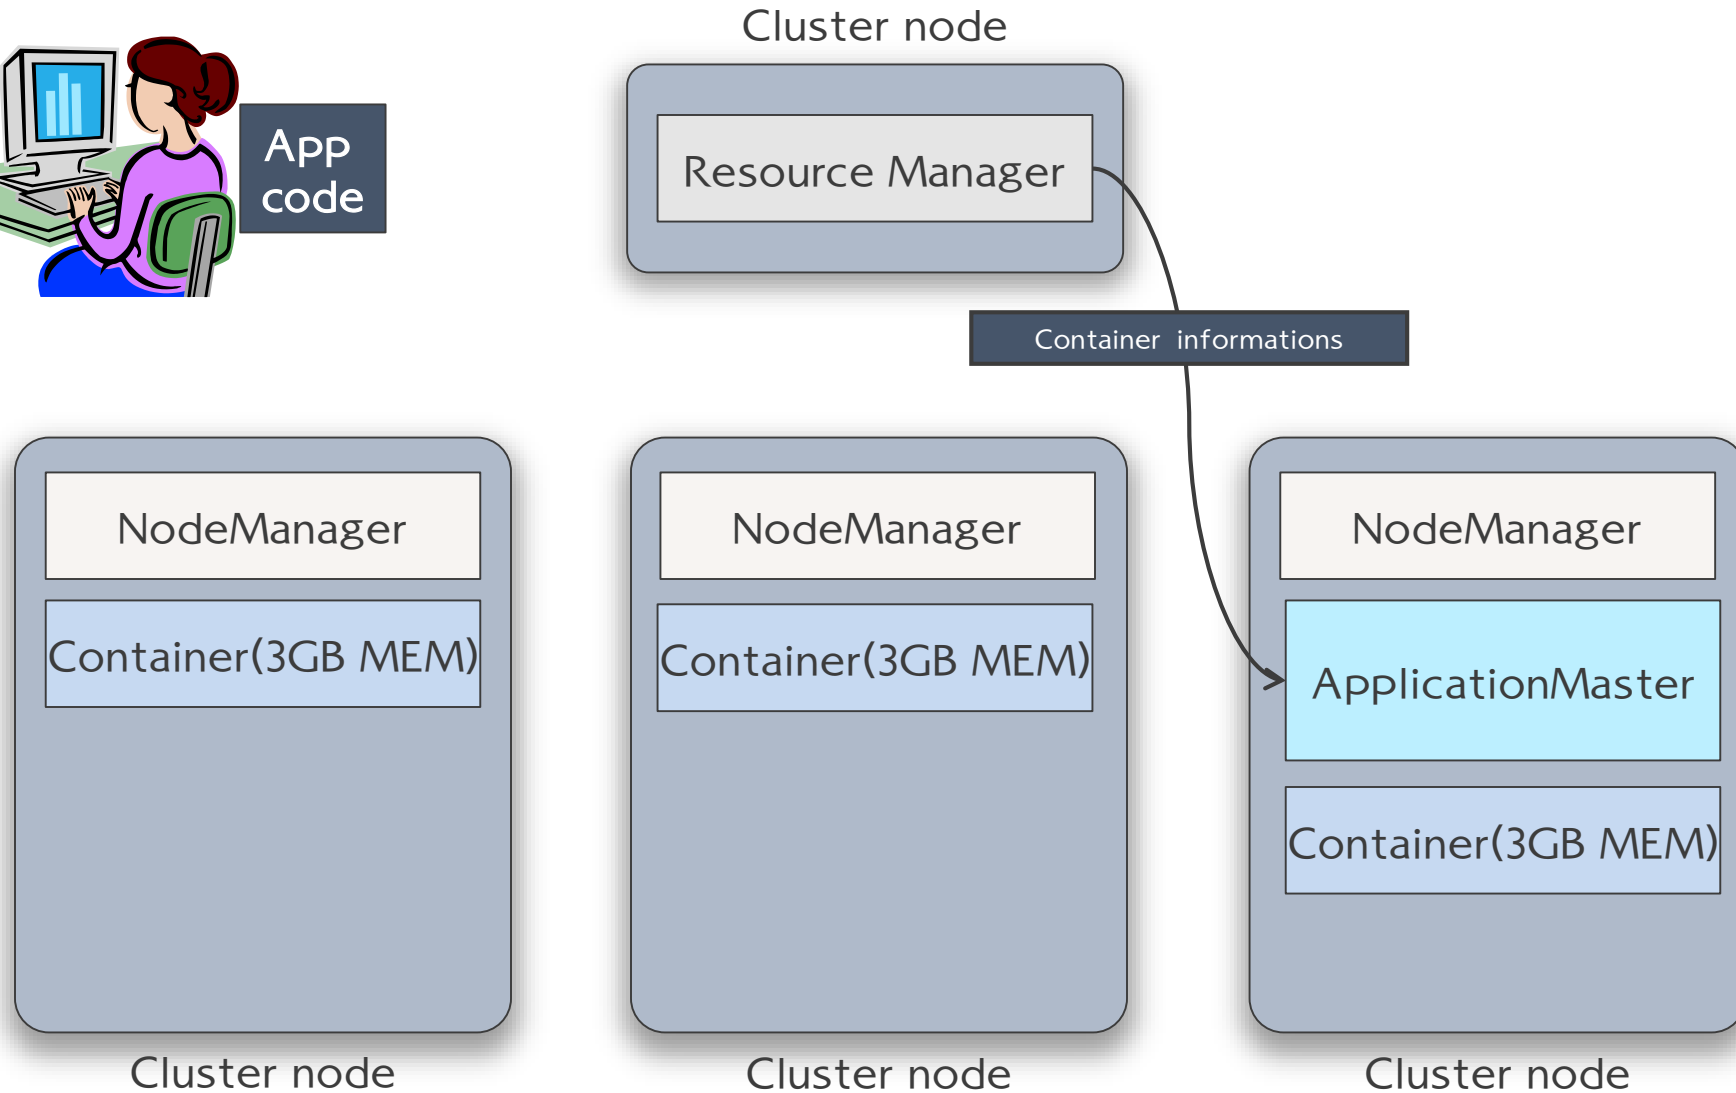 Cluster node
App
code
Resource Manager
Container informations
NodeManager
Container(3GB MEM)
Cluster node
NodeManager
Container(3GB MEM)
Cluster node
NodeManager
ApplicationMaster
Container(3GB MEM)
Cluster node